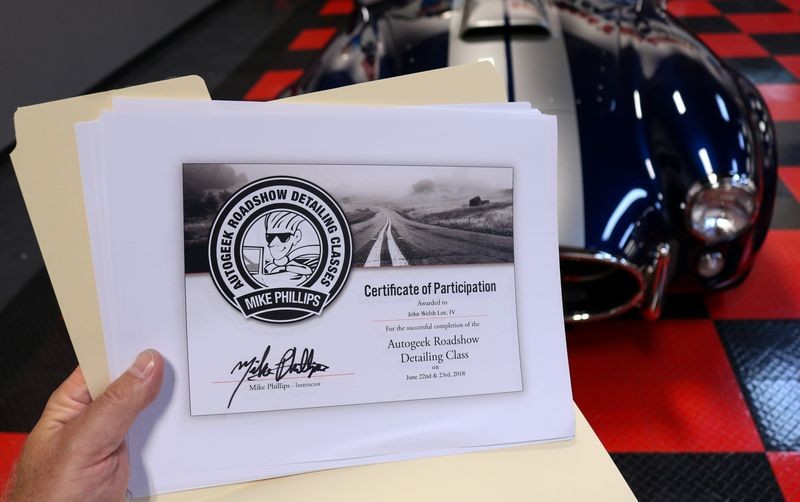 AUTOGEEK ROADSHOW DETAILING CLASSES
MIKE PHILLIPS
Certificate of Participation
Awarded to
John Welsh Lee, IV
For the successful completion of the
Autogeek Roadshow
Detailing Class
on
June 22nd & 23rd, 2018
Mike Phillips
Mike Phillips - Instructor